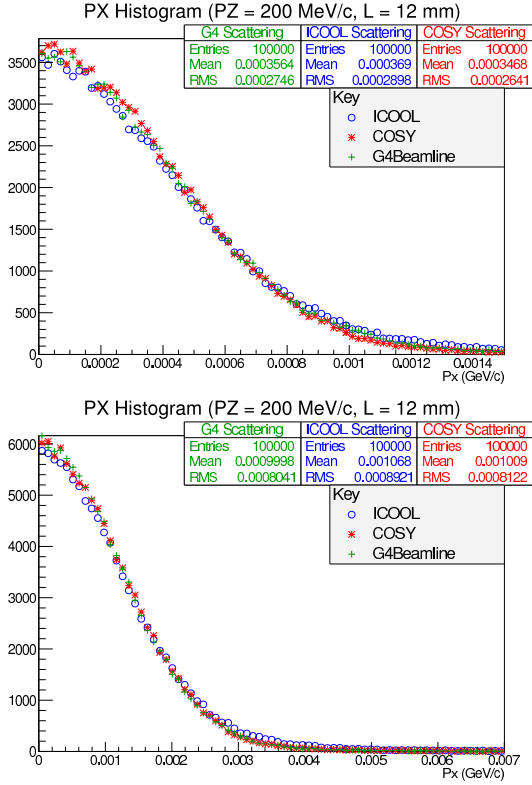 PX Histogram (PZ = 200 MeV/c, L = 12 mm)
G4 Scattering ICOOL Scattering COSY Scattering
Entries 100000 Entries 100000 Entries 100000
Mean 0.0003564 Mean 0.000369 Mean 0.0003468
RMS 0.0002746 RMS 0.0002898 RMS 0.0002641
Key
ICOOL
COSY
G4Beamline
3500
3000
2500
2000
1500
1000
500
0
0 0.0002 0.0004 0.0006 0.0008 0.001 0.0012 0.0014
Px (GeV/c)
PX Histogram (PZ = 200 MeV/c, L = 12 mm)
G4 Scattering ICOOL Scattering COSY Scattering
Entries 100000 Entries 100000 Entries 100000
Mean 0.0009998 Mean 0.001068 Mean 0.001009
RMS 0.0008041 RMS 0.0008921 RMS 0.0008122
Key
ICOOL
COSY
G4Beamline
6000
5000
4000
3000
2000
1000
0
0 0.001 0.002 0.003 0.004 0.005 0.006 0.007
Px (GeV/c)